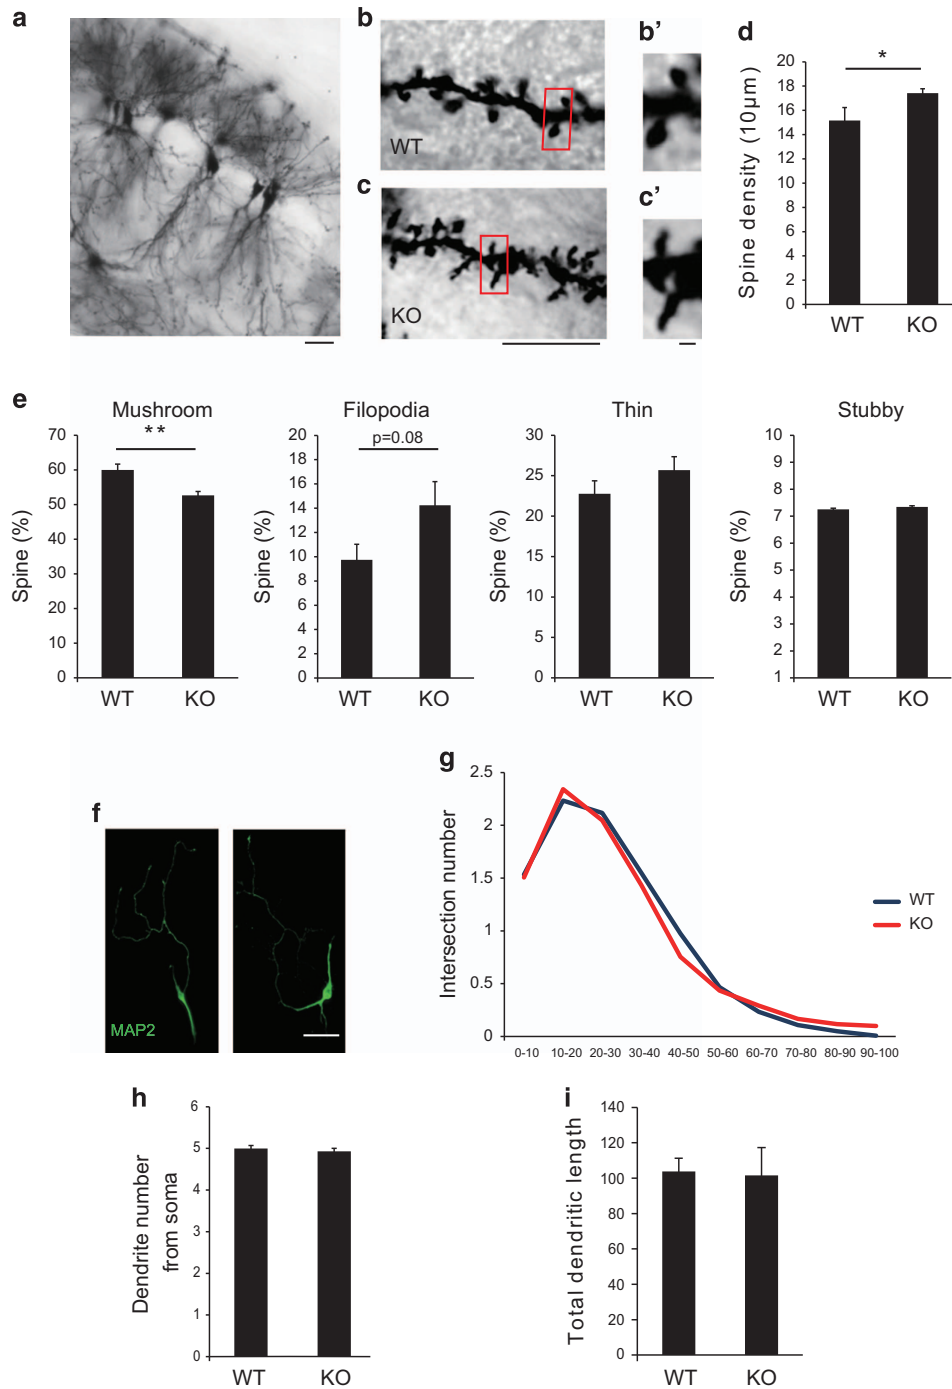 a
b
WT
b’
c
KO
c’
d
Spine density (10µm)
20
18
16
14
12
10
8
6
4
2
0
*
WT KO
e
Mushroom
Spine (%)
70
60
50
40
30
20
10
0
**
WT KO
Filopodia
Spine (%)
20
18
16
14
12
10
8
6
4
2
0
p=0.08
WT KO
Thin
Spine (%)
30
25
20
15
10
5
0
WT KO
Stubby
Spine (%)
10
9
8
7
6
5
4
3
2
1
WT KO
f
MAP2
g
Intersection number
2.5
2
1.5
1
0.5
0
0-10 10-20 20-30 30-40 40-50 50-60 60-70 70-80 80-90 90-100
WT
KO
h
Dendrite number
from soma
6
5
4
3
2
1
0
WT KO
i
Total dendritic length
140
120
100
80
60
40
20
0
WT KO